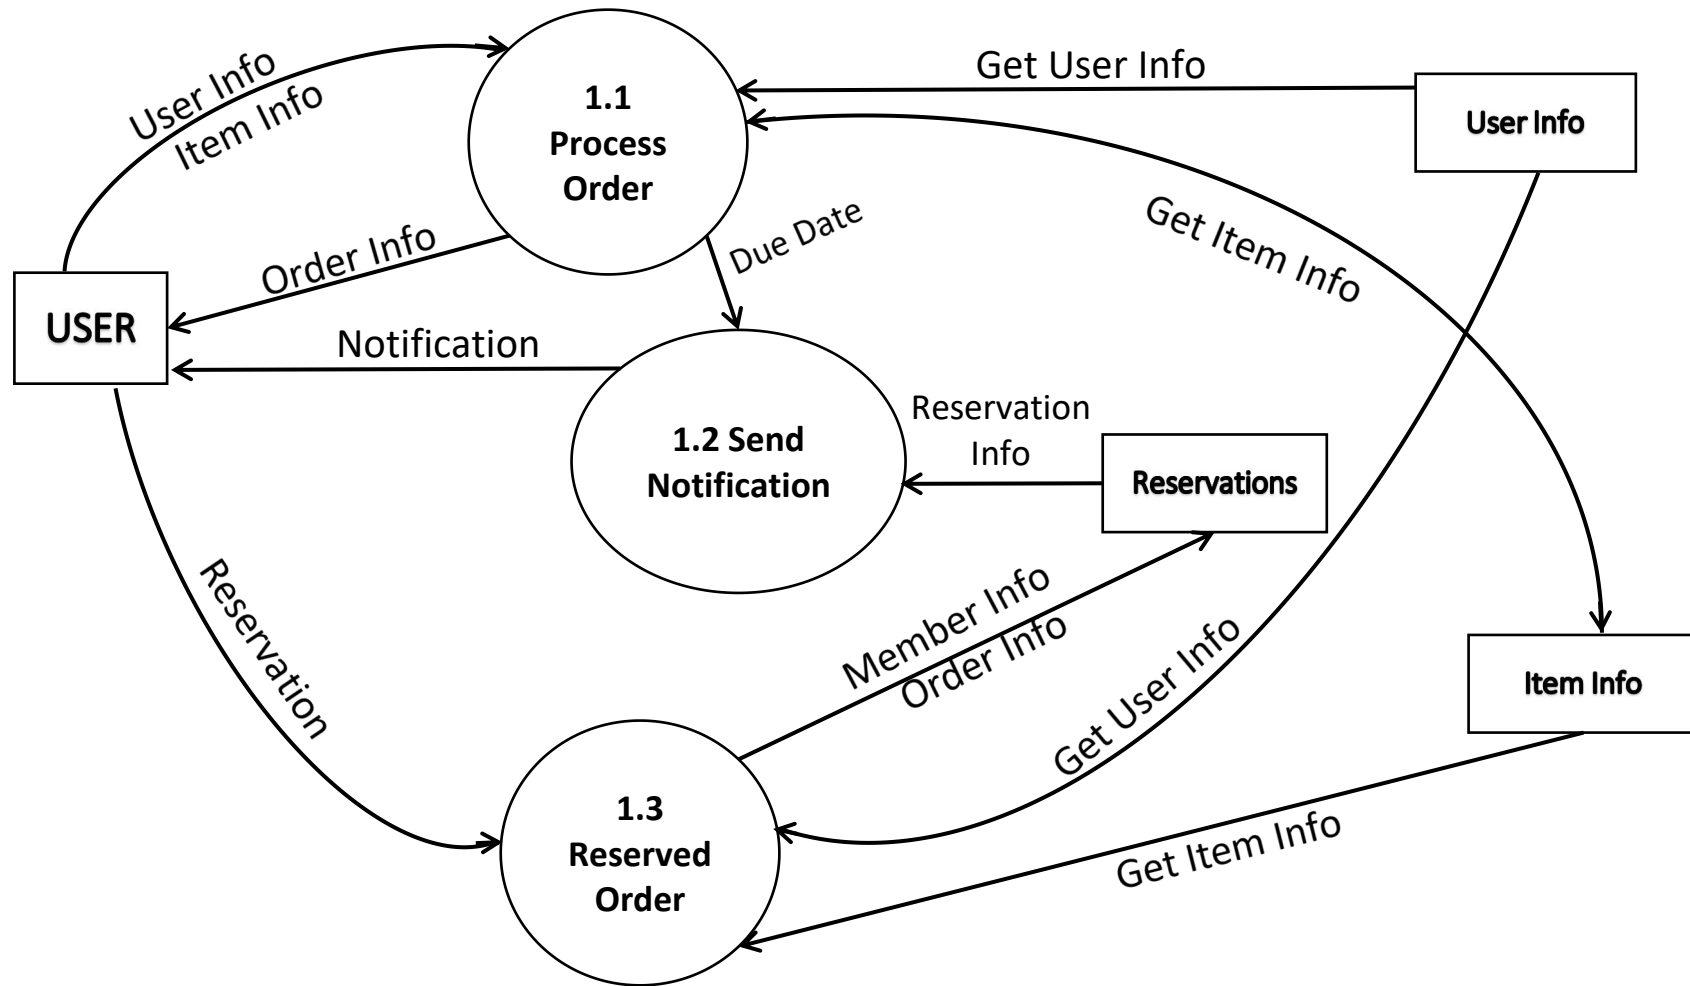 User Info
Item Info
1.1
Process
Order
Get User Info
User Info
Order Info
Due Date
Get Item Info
USER
Notification
1.2 Send
Notification
Reservation
Info
Reservations
Reservation
Member Info
Order Info
Get User Info
Item Info
1.3
Reserved
Order
Get Item Info